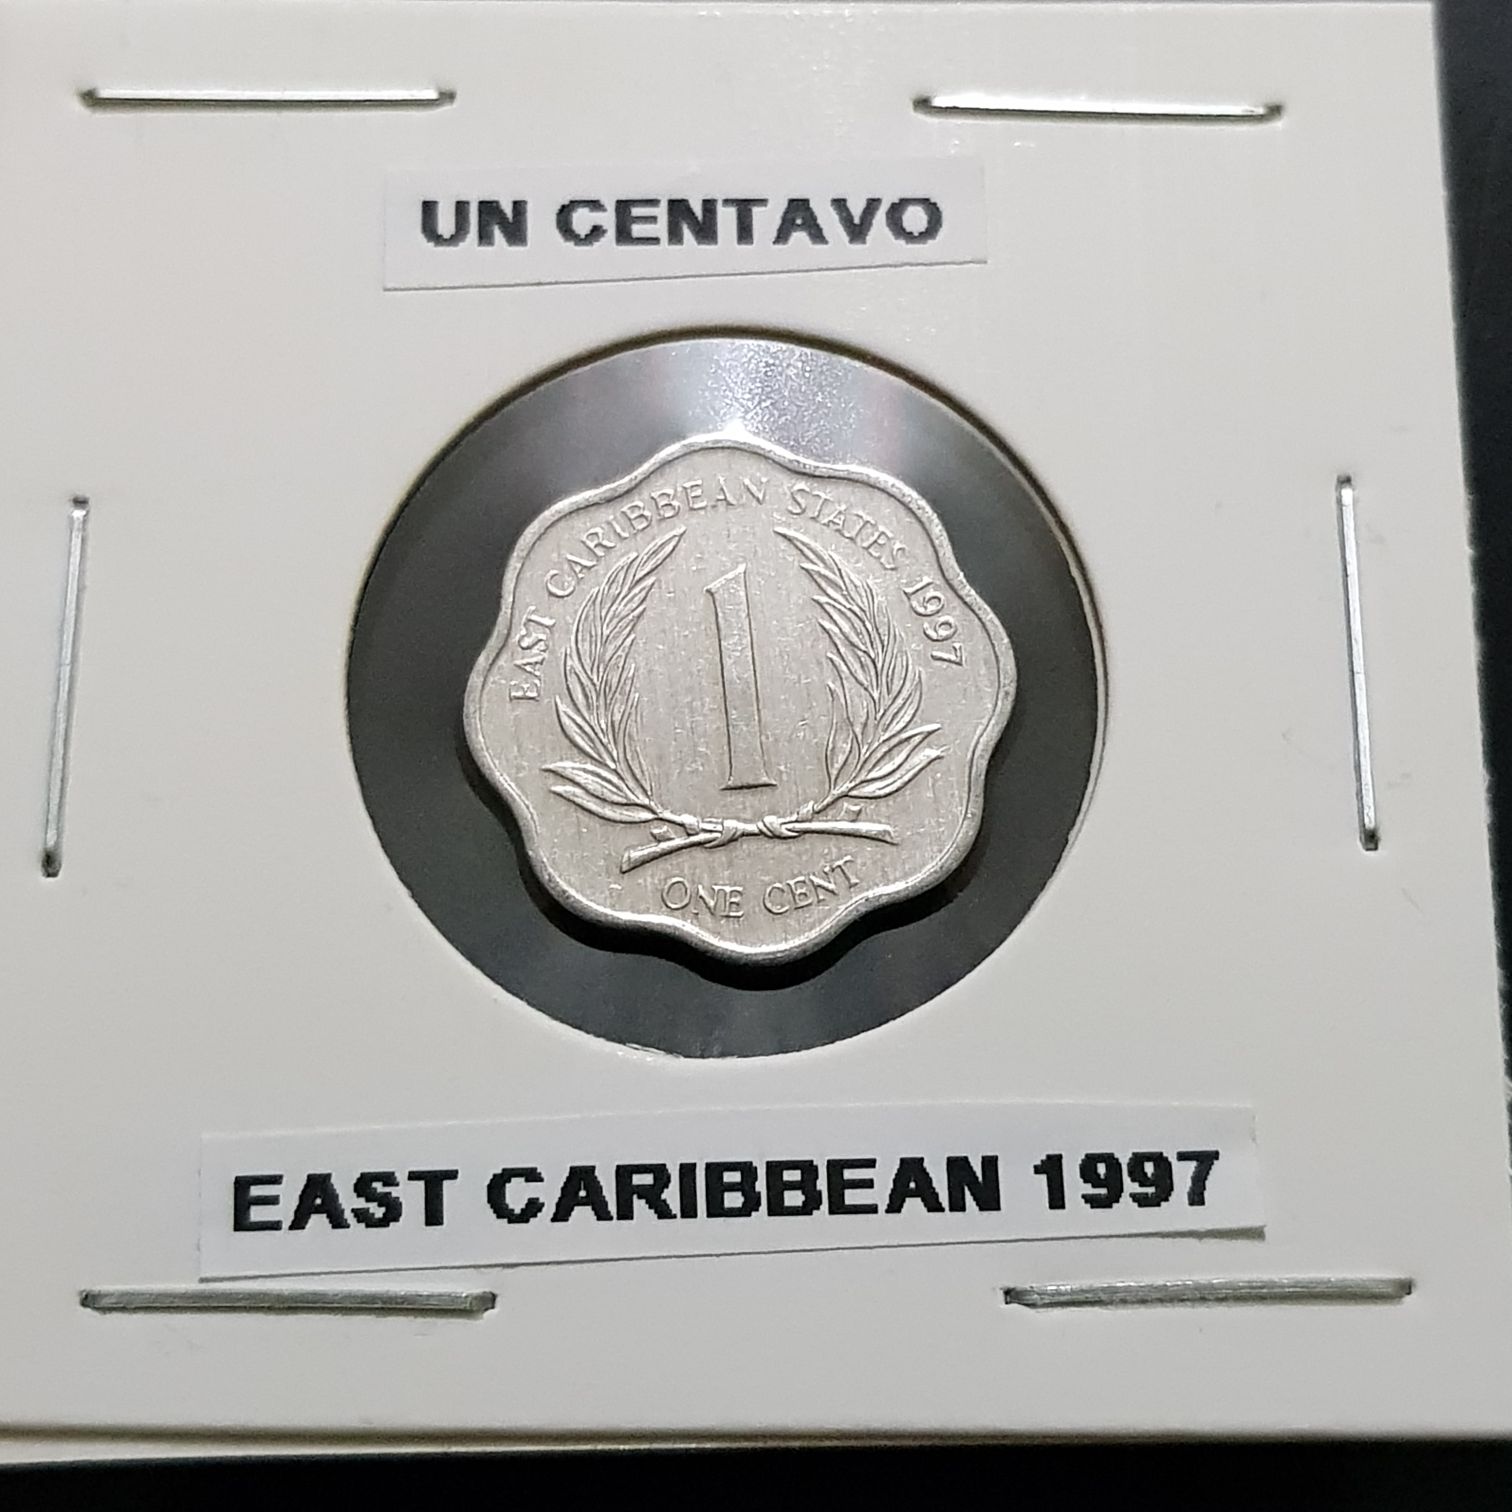 UN CENTAVO
EAST CARIBBEAN STATES 1997
1
ONE CENT
EAST CARIBBEAN 1997